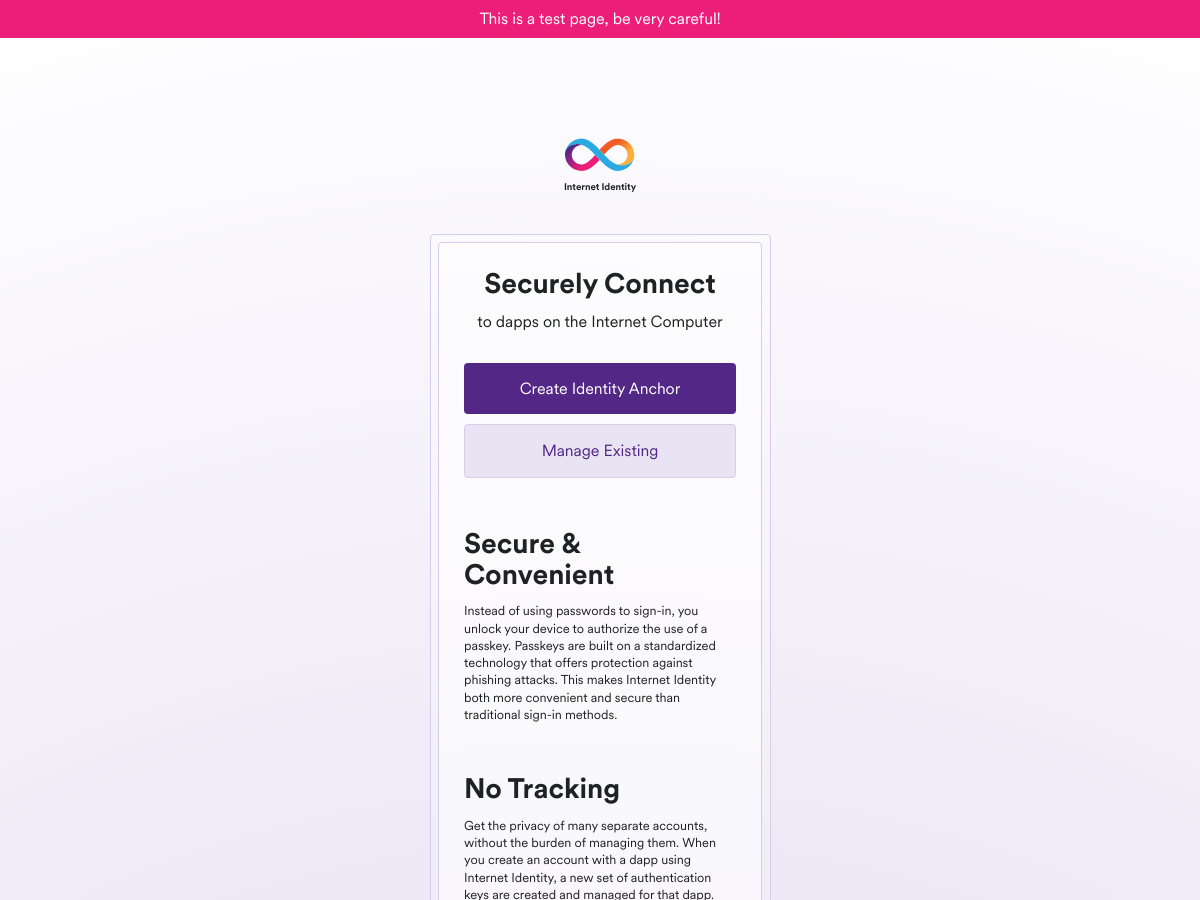 This is a test page, be very careful!
Internet Identity
Securely Connect
to dapps on the Internet Computer
Create Identity Anchor
Manage Existing
Secure &
Convenient
Instead of using passwords to sign-in, you
unlock your device to authorize the use of a
passkey. Passkeys are built on a standardized
technology that offers protection against
phishing attacks. This makes Internet Identity
both more convenient and secure than
traditional sign-in methods.
No Tracking
Get the privacy of many separate accounts,
without the burden of managing them. When
you create an account with a dapp using
Internet Identity, a new set of authentication
keys are created and managed for that dapp.